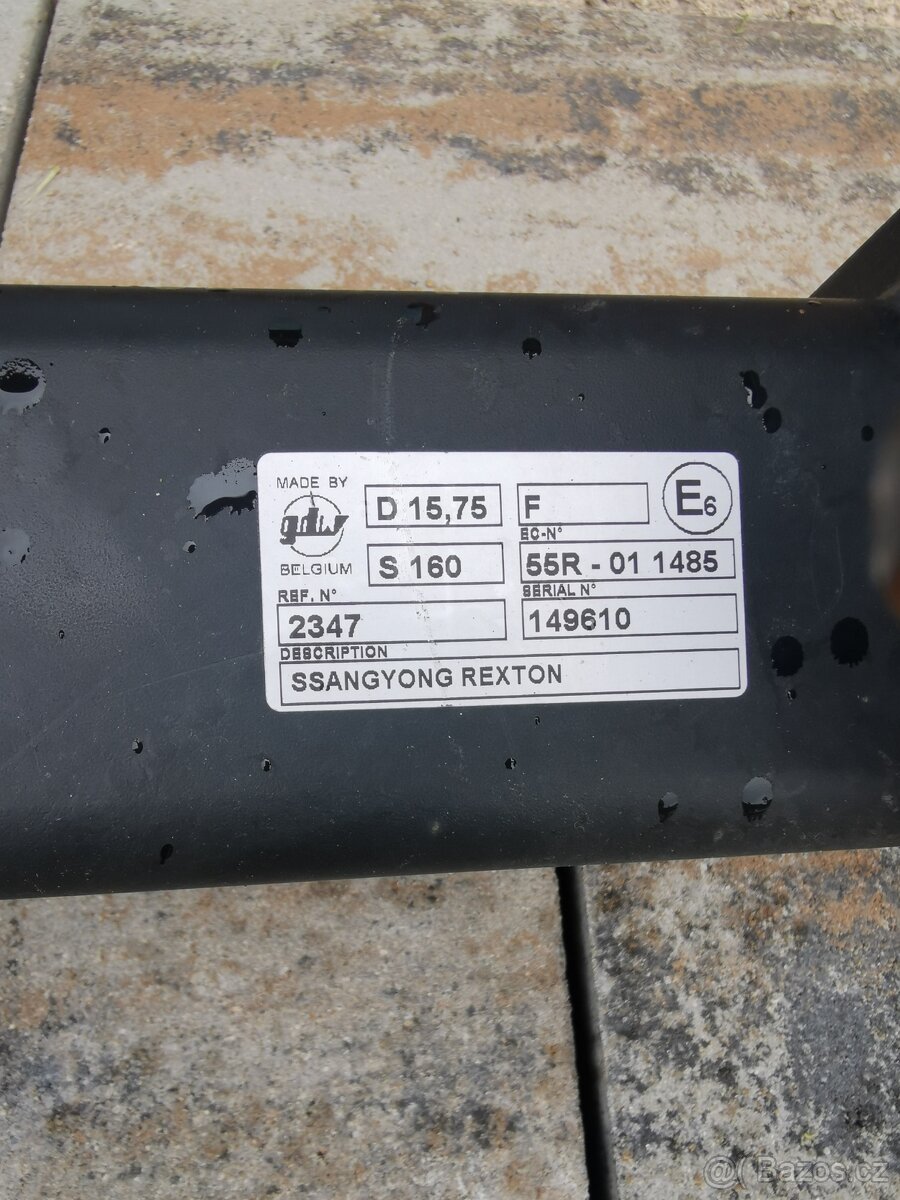 MADE BY
gdw
BELGIUM
D 15,75
F
E6
S 160
EC-N°
55R - 01 1485
REF. N°
2347
SERIAL N°
149610
DESCRIPTION
SSANGYONG REXTON
@( Bazos.cz